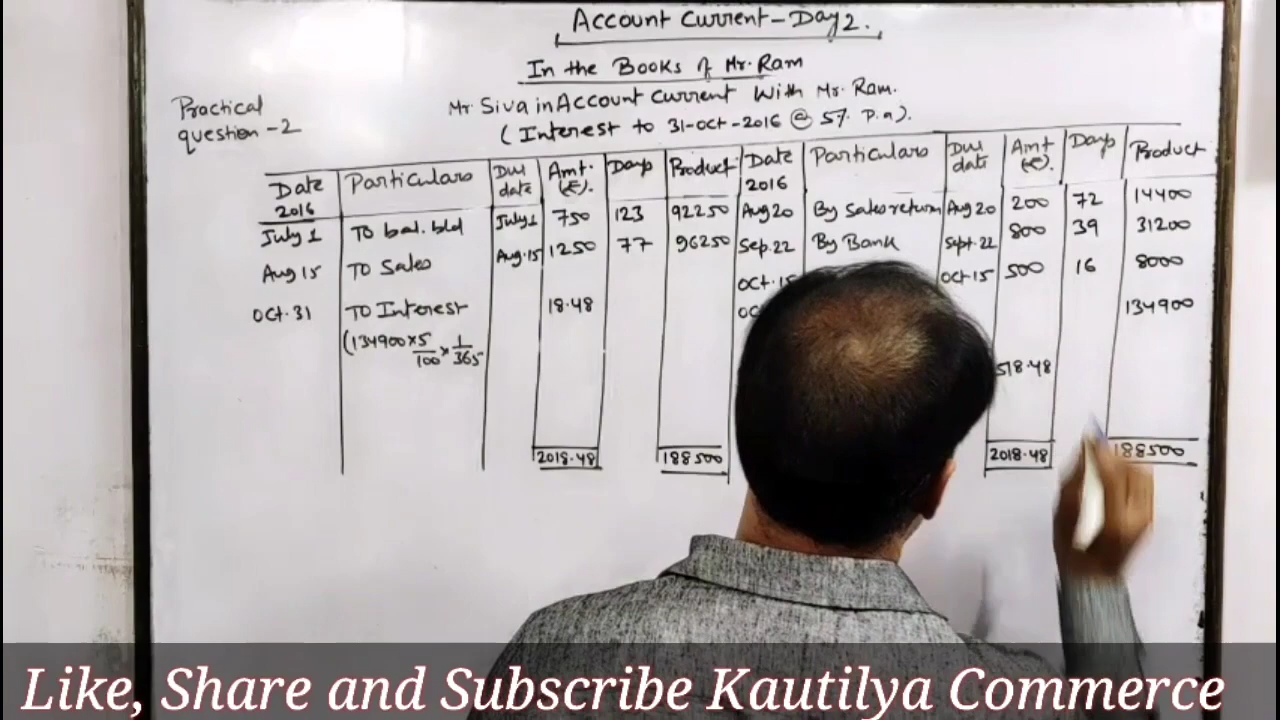 Account Current-Day2.
In the Books of Mr. Ram
Practical
question-2
Mr Siva in Account Current With Mr. Ram.
(Interest to 31-oct-2016 @ 5%. P.a).
Date 2016 Particulars Due date Amt. (₹). Days Product Date 2016 Particulars Due date Amt (₹). Days Product
July 1 To bal. bld July 1 750 123 92250 Aug 20 By Sales return Aug 20 200 72 14400
Aug 15 To Sales Aug.15 1250 77 96250 Sep.22 By Bank Sept.22 800 39 31200
Oct.15 Oct.15 500 16 8000
Oct.31 To Interest 18.48 134900
(134900×5/100×1/365 518.48
2018.48 188500 2018.48 188500
Like, Share and Subscribe Kautilya Commerce